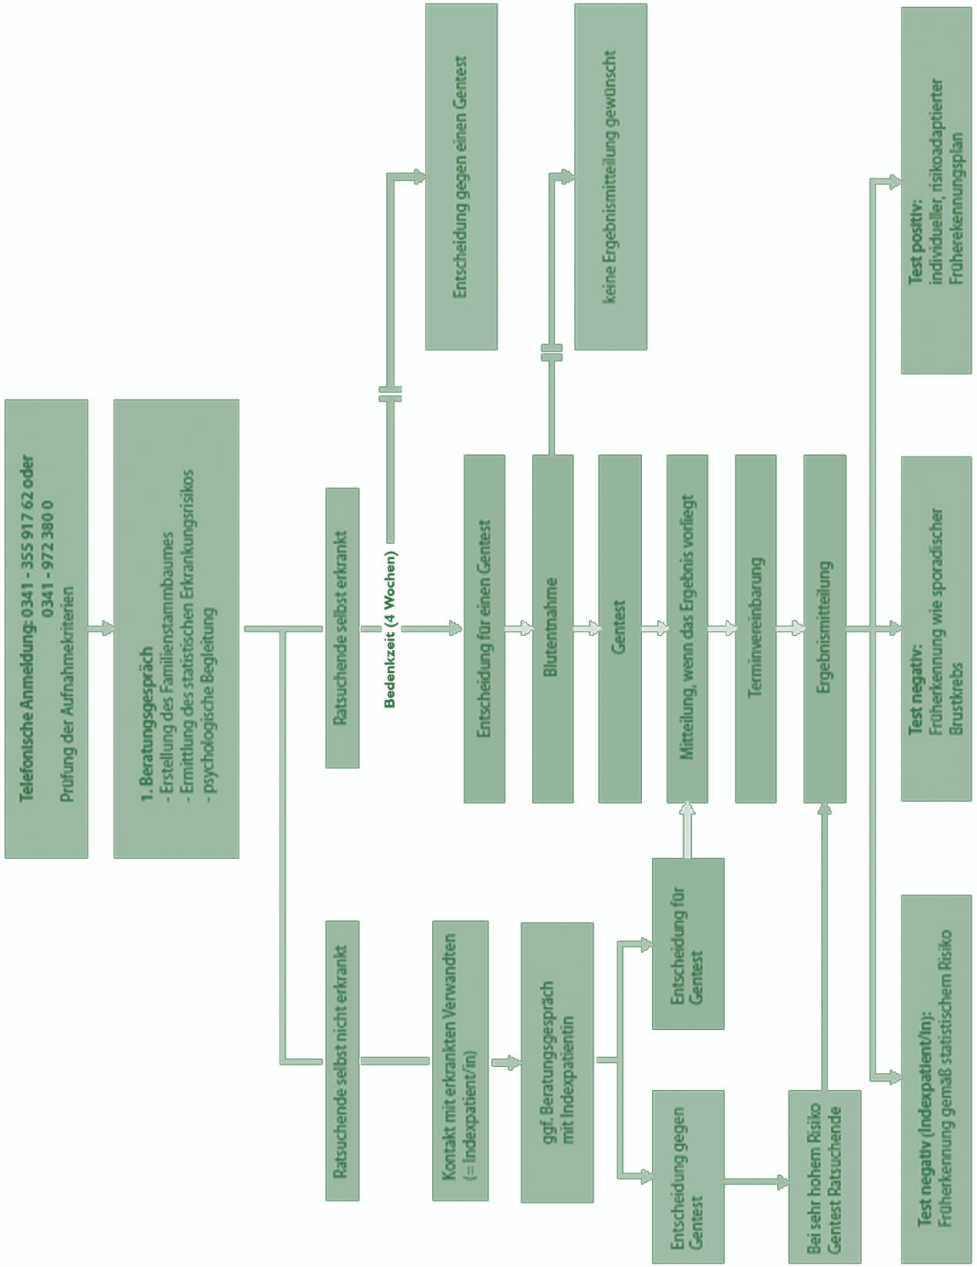 Telefonische Anmeldung: 0341 - 355 917 62 oder
0341 - 972 380 0
Prüfung der Aufnahmekriterien
1. Beratungsgespräch
- Erstellung des Familienstammbaumes
- Ermittlung des statistischen Erkrankungsrisikos
- psychologische Begleitung
Ratsuchende selbst nicht erkrankt
Ratsuchende selbst erkrankt
Bedenkzeit (4 Wochen)
Kontakt mit erkrankten Verwandten
(= Indexpatient/in)
Entscheidung für einen Gentest
Entscheidung gegen einen Gentest
ggf. Beratungsgespräch
mit Indexpatientin
Blutentnahme
keine Ergebnismitteilung gewünscht
Gentest
Entscheidung gegen
Gentest
Entscheidung für
Gentest
Mitteilung, wenn das Ergebnis vorliegt
Terminvereinbarung
Bei sehr hohem Risiko
Gentest Ratsuchende
Ergebnismitteilung
Test negativ (Indexpatient/in):
Früherkennung gemäß statistischem Risiko
Test negativ:
Früherkennung wie sporadischer
Brustkrebs
Test positiv:
individueller, risikoadaptierter
Früherekennungsplan